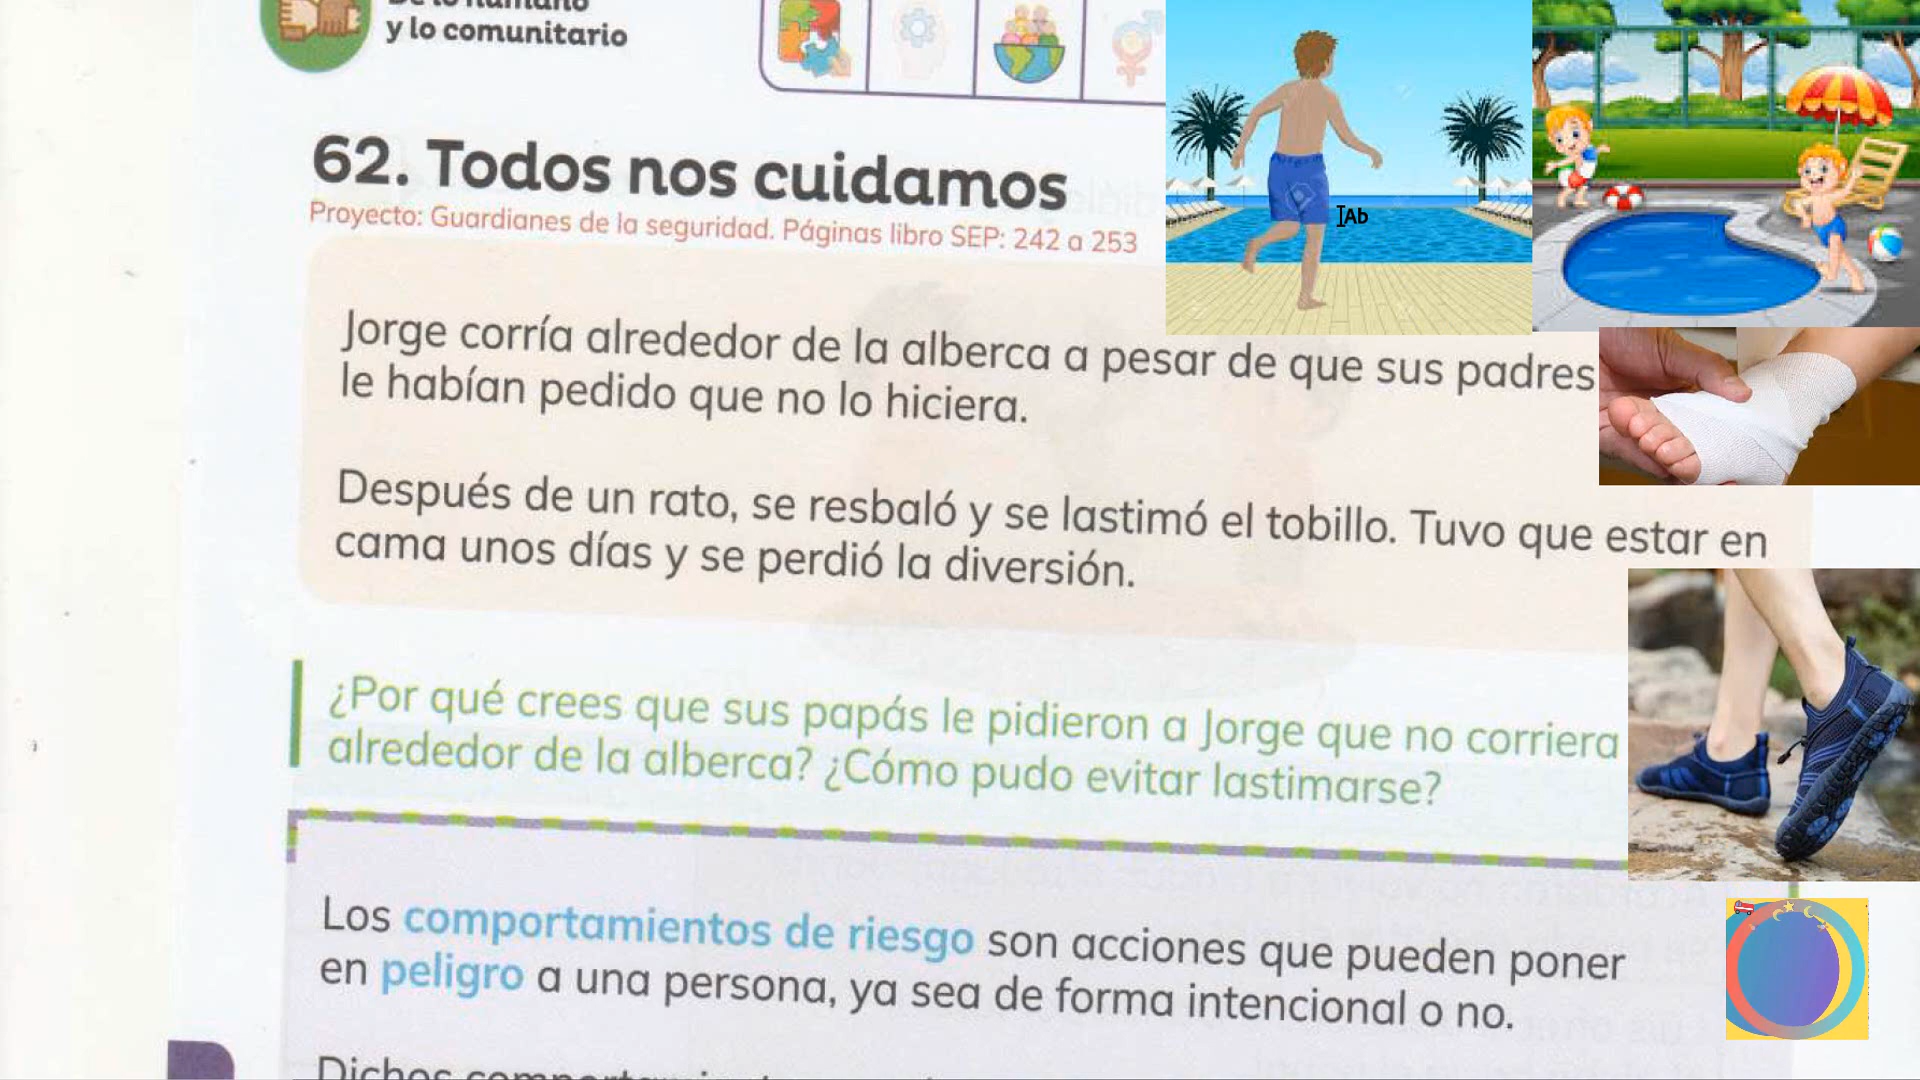 y lo comunitario
62. Todos nos cuidamos
Proyecto: Guardianes de la seguridad. Páginas libro SEP: 242 a 253
Ab
Jorge corría alrededor de la alberca a pesar de que sus padres
le habían pedido que no lo hiciera.
Después de un rato, se resbaló y se lastimó el tobillo. Tuvo que estar en
cama unos días y se perdió la diversión.
¿Por qué crees que sus papás le pidieron a Jorge que no corriera
alrededor de la alberca? ¿Cómo pudo evitar lastimarse?
Los comportamientos de riesgo son acciones que pueden poner
en peligro a una persona, ya sea de forma intencional o no.